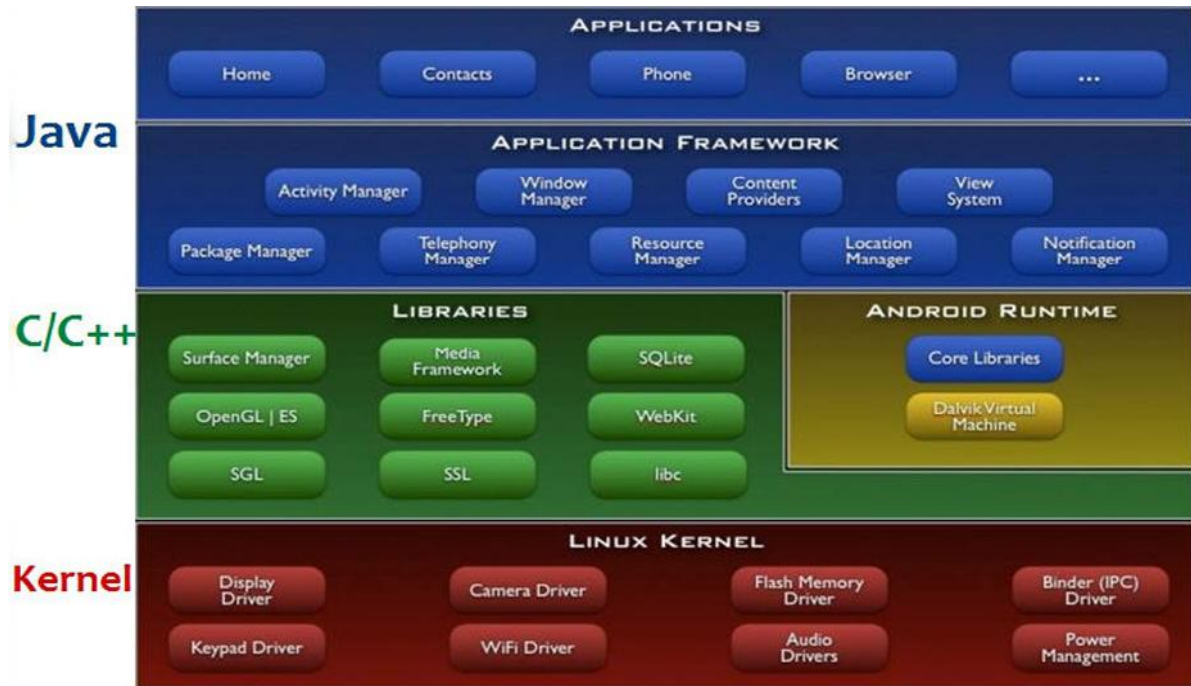 APPLICATIONS
Home
Contacts
Phone
Browser
...
Java
APPLICATION FRAMEWORK
Activity Manager
Window
Manager
Content
Providers
View
System
Package Manager
Telephony
Manager
Resource
Manager
Location
Manager
Notification
Manager
C/C++
LIBRARIES
Surface Manager
Media
Framework
SQLite
OpenGL | ES
FreeType
WebKit
SGL
SSL
libc
ANDROID RUNTIME
Core Libraries
Dalvik Virtual
Machine
Kernel
LINUX KERNEL
Display
Driver
Camera Driver
Flash Memory
Driver
Binder (IPC)
Driver
Keypad Driver
WiFi Driver
Audio
Drivers
Power
Management